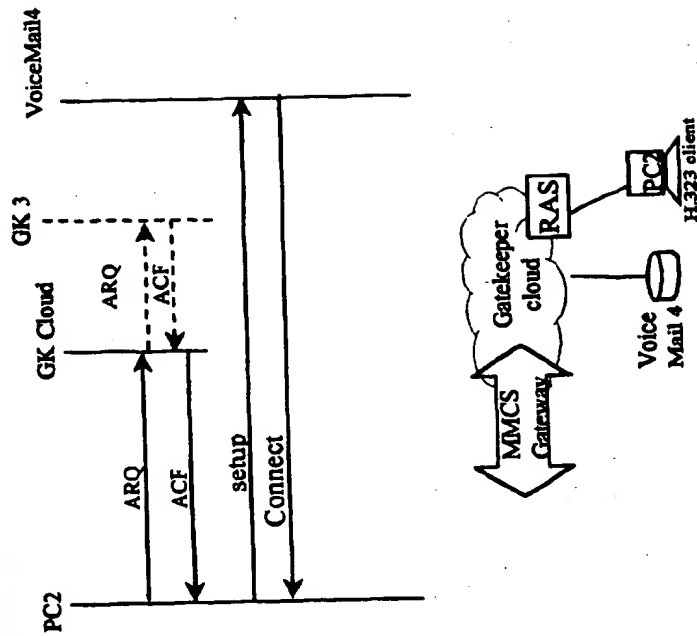 PC2
GK Cloud
GK 3
VoiceMail4
ARQ
ACF
ARQ
ACF
setup
Connect
MMCS
Gateway
Gatekeeper
cloud
RAS
Voice
Mail 4
PC2
H.323 client